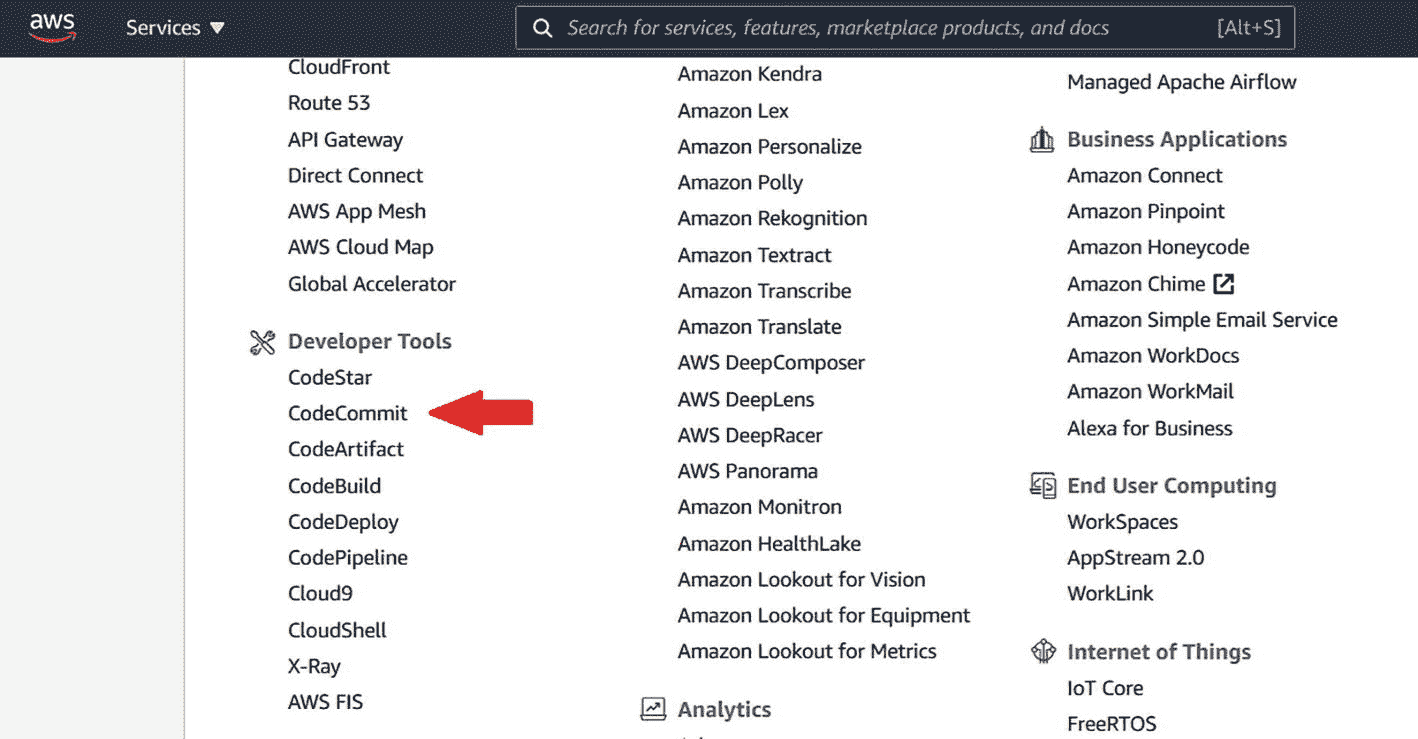 aws
Services
Search for services, features, marketplace products, and docs
[Alt+S]
CloudFront
Route 53
API Gateway
Direct Connect
AWS App Mesh
AWS Cloud Map
Global Accelerator
Developer Tools
CodeStar
CodeCommit
CodeArtifact
CodeBuild
CodeDeploy
CodePipeline
Cloud9
CloudShell
X-Ray
AWS FIS
Amazon Kendra
Amazon Lex
Amazon Personalize
Amazon Polly
Amazon Rekognition
Amazon Textract
Amazon Transcribe
Amazon Translate
AWS DeepComposer
AWS DeepLens
AWS DeepRacer
AWS Panorama
Amazon Monitron
Amazon HealthLake
Amazon Lookout for Vision
Amazon Lookout for Equipment
Amazon Lookout for Metrics
Analytics
Managed Apache Airflow
Business Applications
Amazon Connect
Amazon Pinpoint
Amazon Honeycode
Amazon Chime
Amazon Simple Email Service
Amazon WorkDocs
Amazon WorkMail
Alexa for Business
End User Computing
WorkSpaces
AppStream 2.0
WorkLink
Internet of Things
IoT Core
FreeRTOS